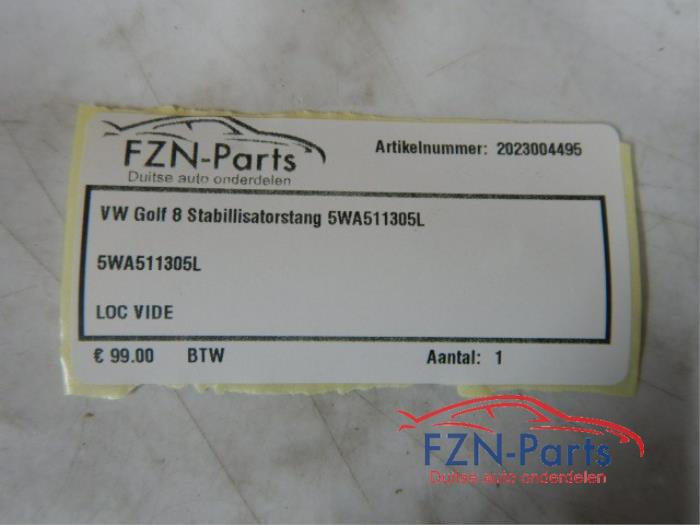 FZN-Parts
Duitse auto onderdelen
Artikelnummer: 2023004495
VW Golf 8 Stabillisatorstang 5WA511305L
5WA511305L
LOC VIDE
€ 99.00 BTW Aantal: 1
FZN-Parts
Duitse auto onderdelen